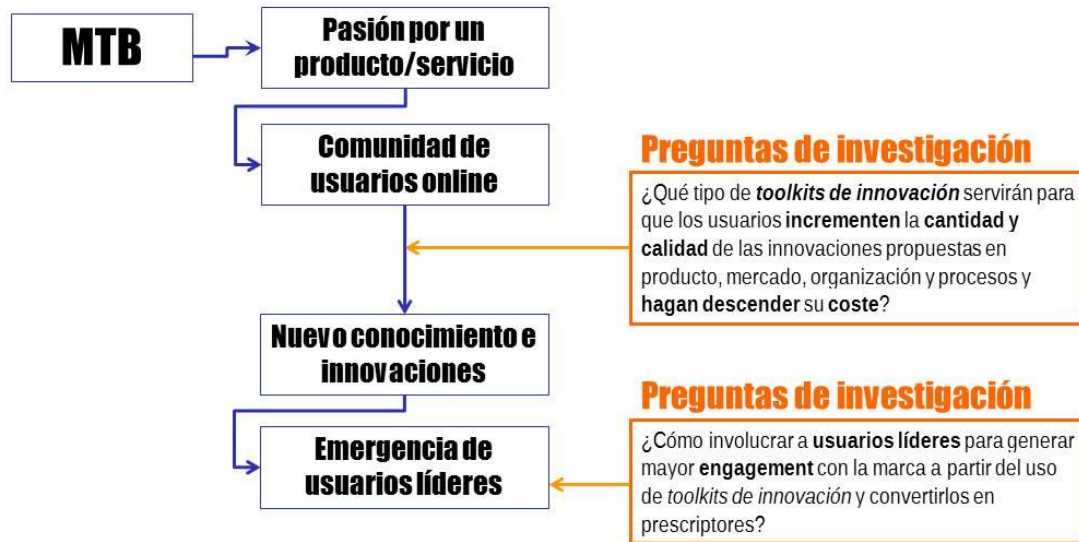 MTB
Pasión por un
producto/servicio
Comunidad de
usuarios online
Preguntas de investigación
¿Qué tipo de toolkits de innovación servirán para
que los usuarios incrementen la cantidad y
calidad de las innovaciones propuestas en
producto, mercado, organización y procesos y
hagan descender su coste?
Nuevo conocimiento e
innovaciones
Emergencia de
usuarios líderes
Preguntas de investigación
¿Cómo involucrar a usuarios líderes para generar
mayor engagement con la marca a partir del uso
de toolkits de innovación y convertirlos en
prescriptores?